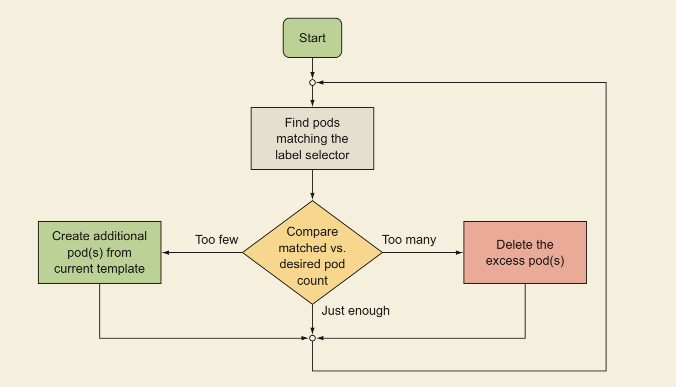 Start
Find pods
matching the
label selector
Create additional
pod(s) from
current template
Too few
Compare
matched vs.
desired pod
count
Too many
Delete the
excess pod(s)
Just enough